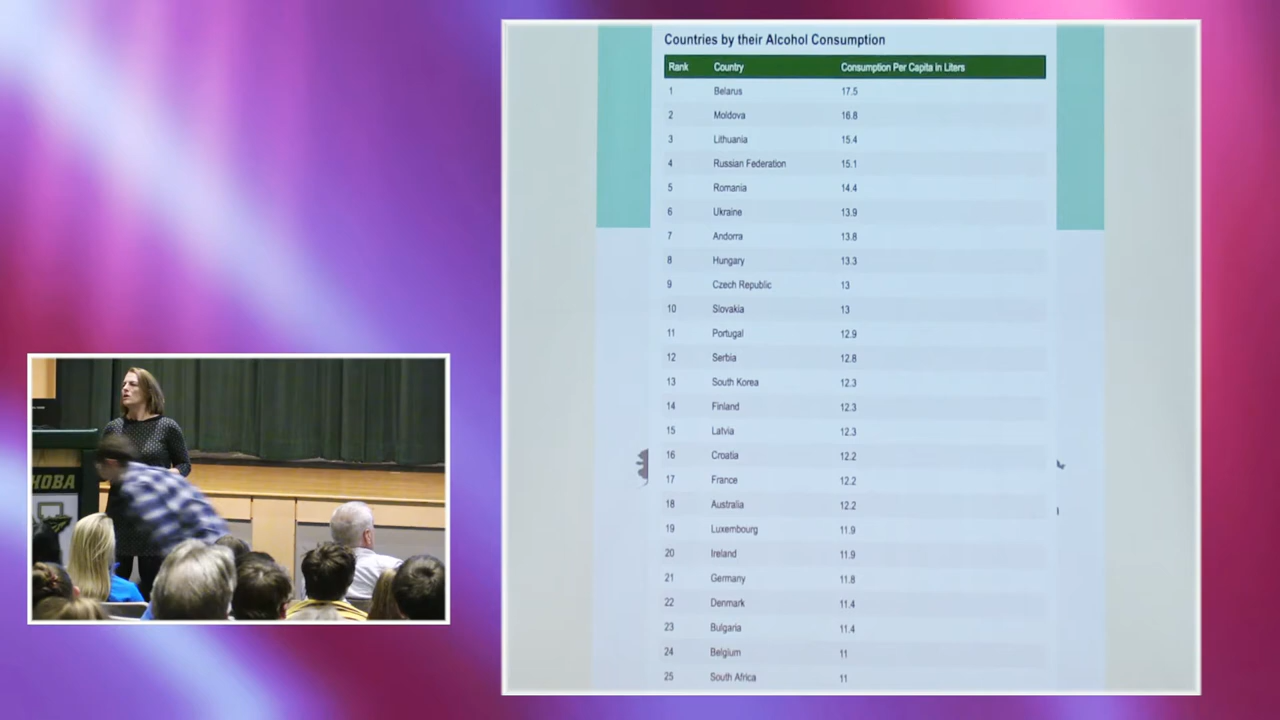 Countries by their Alcohol Consumption
Rank Country Consumption Per Capita in Liters
1 Belarus 17.5
2 Moldova 16.8
3 Lithuania 15.4
4 Russian Federation 15.1
5 Romania 14.4
6 Ukraine 13.9
7 Andorra 13.8
8 Hungary 13.3
9 Czech Republic 13
10 Slovakia 13
11 Portugal 12.9
12 Serbia 12.8
13 South Korea 12.3
14 Finland 12.3
15 Latvia 12.3
16 Croatia 12.2
17 France 12.2
18 Australia 12.2
19 Luxembourg 11.9
20 Ireland 11.9
21 Germany 11.8
22 Denmark 11.4
23 Bulgaria 11.4
24 Belgium 11
25 South Africa 11
HOBA